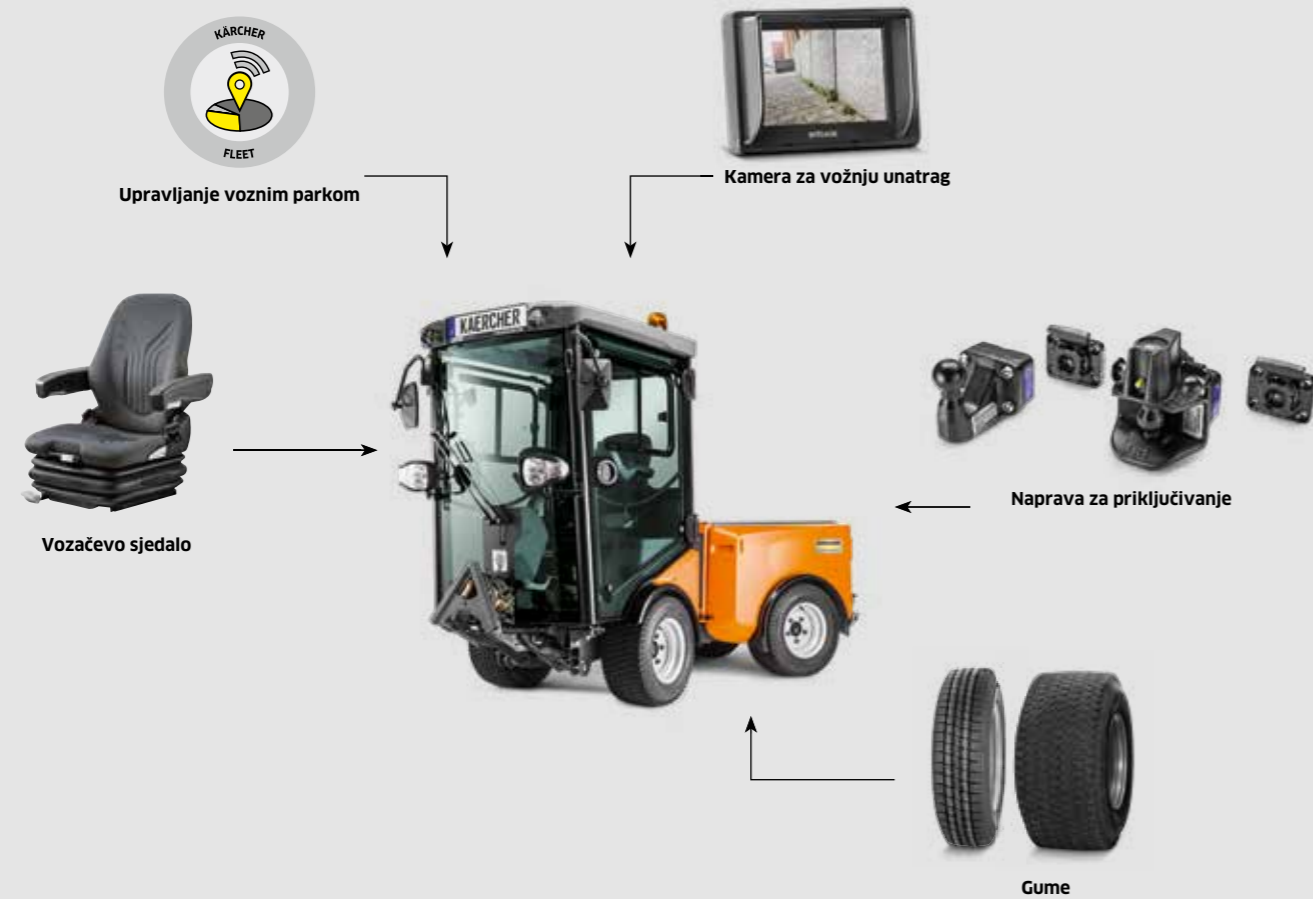 KÄRCHER
FLEET
Upravljanje voznim parkom
Kamera za vožnju unatrag
KAERCHER
Vozačevo sjedalo
Naprava za priključivanje
Gume